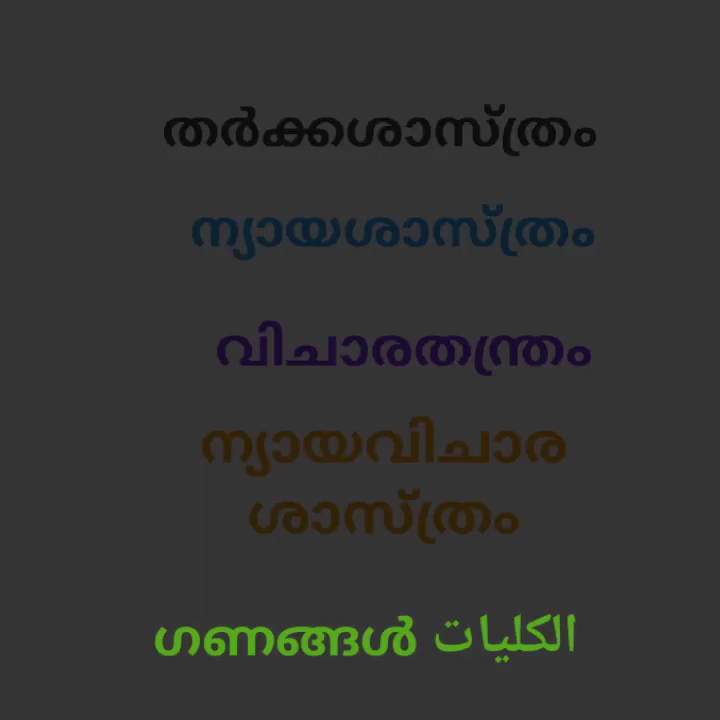 തർക്കശാസ്ത്രം
ന്യായശാസ്ത്രം
വിചാരതന്ത്രം
ന്യായവിചാര
ശാസ്ത്രം
ഗണങ്ങൾ الكليات